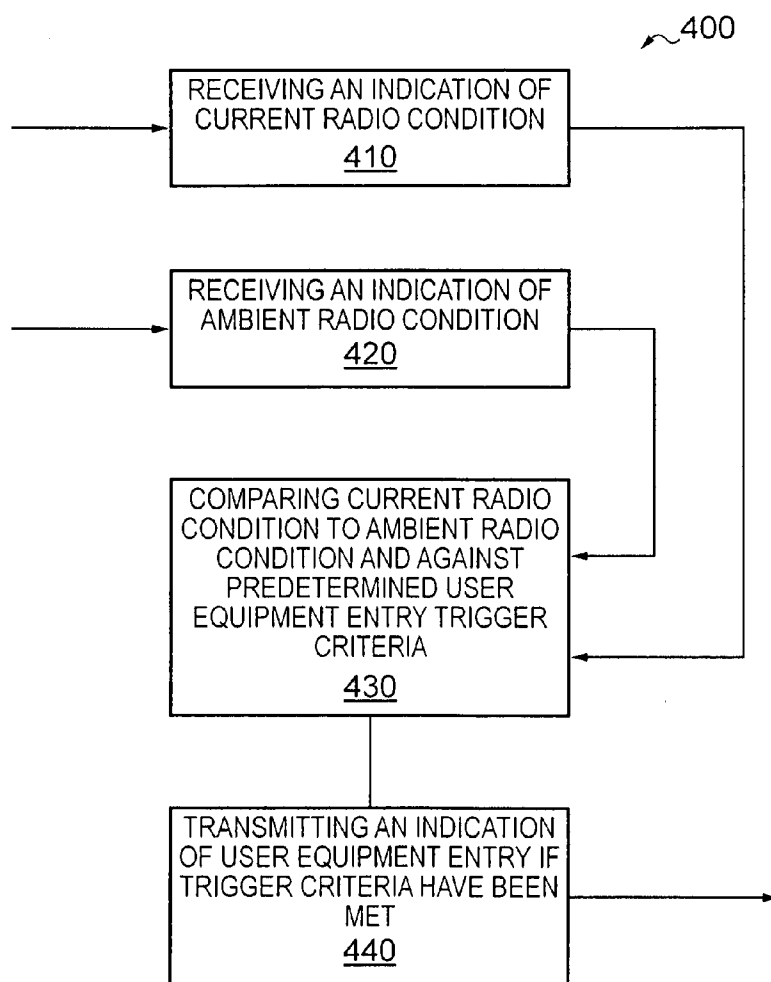 400
RECEIVING AN INDICATION OF
CURRENT RADIO CONDITION
410
RECEIVING AN INDICATION OF
AMBIENT RADIO CONDITION
420
COMPARING CURRENT RADIO
CONDITION TO AMBIENT RADIO
CONDITION AND AGAINST
PREDETERMINED USER
EQUIPMENT ENTRY TRIGGER
CRITERIA
430
TRANSMITTING AN INDICATION
OF USER EQUIPMENT ENTRY IF
TRIGGER CRITERIA HAVE BEEN
MET
440